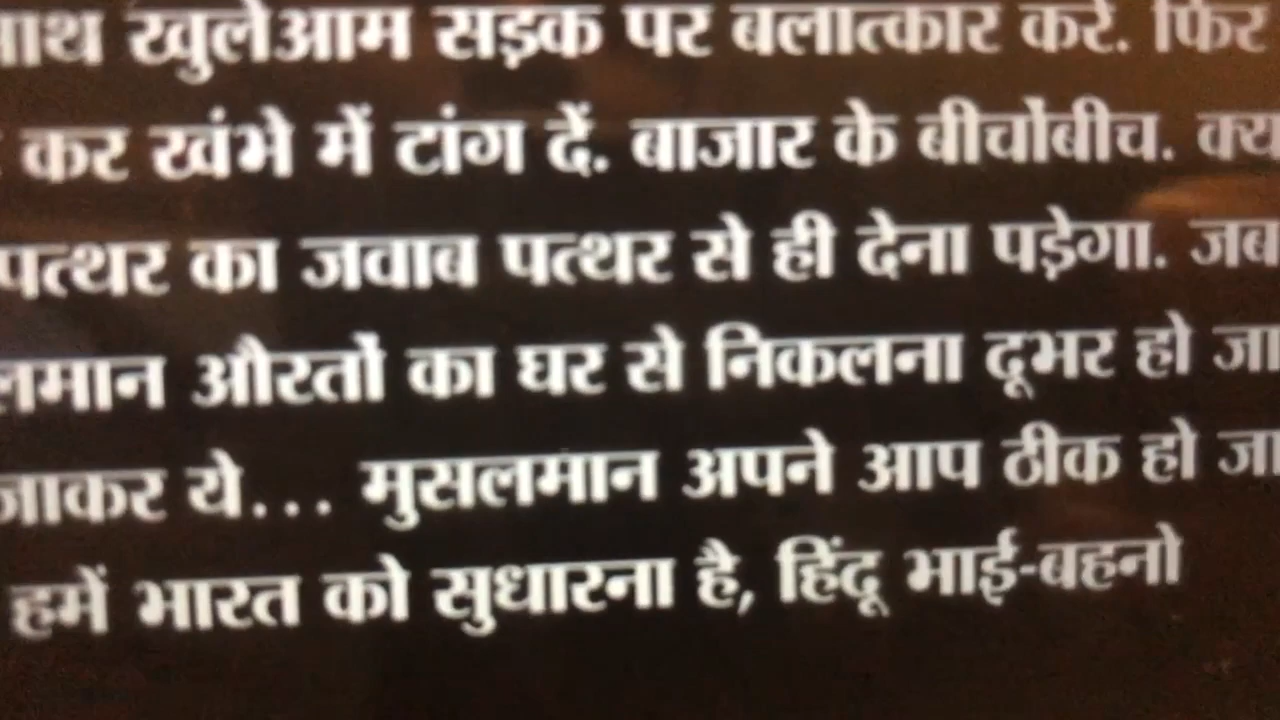 खुलेआम सड़क पर बलात्कार करे. फिर
कर खंभे में टांग दें. बाजार के बीचोंबीच.
पत्थर का जवाब पत्थर से ही देना पड़ेगा. जब
औरतों का घर से निकलना दूभर हो
ये... मुसलमान अपने आप ठीक हो
हमें भारत को सुधारना है, हिंदू भाई-बहनो